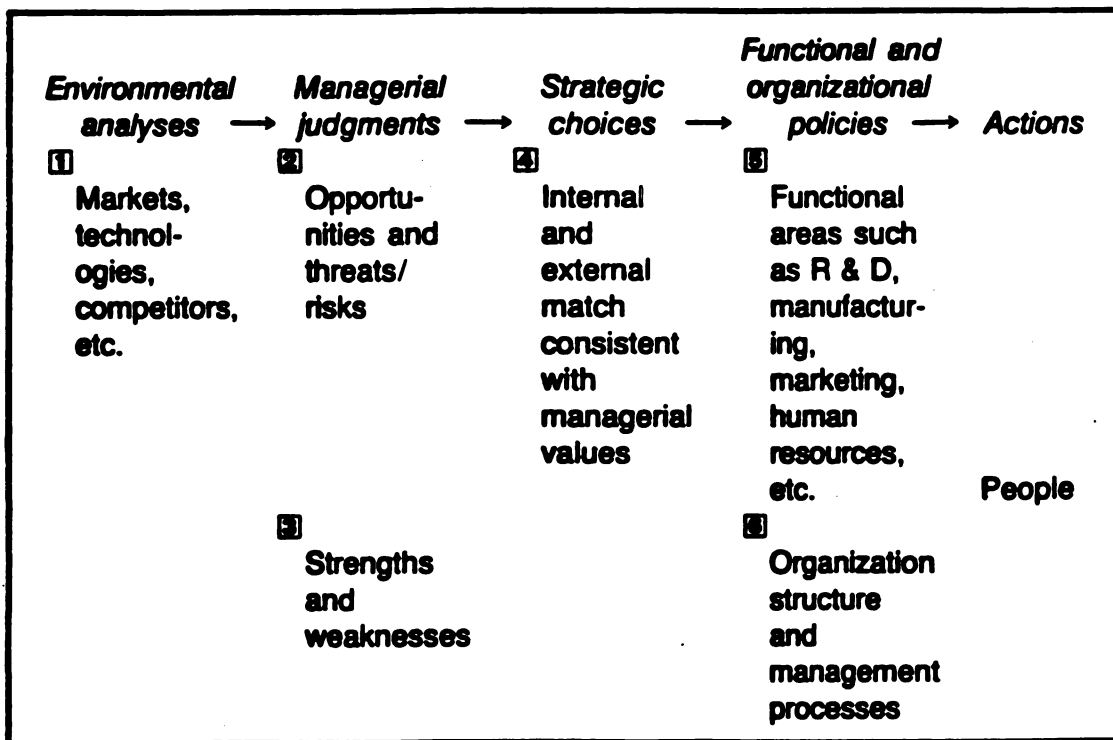 Functional and
Environmental Managerial Strategic organizational
analyses → judgments → choices → policies → Actions
1 2 4 5
Markets, Opportu- Internal Functional
technol- nities and and areas such
ogies, threats/ external as R & D,
competitors, risks match manufactur-
etc. consistent ing,
with marketing,
managerial human
values resources,
etc. People
3 6
Strengths Organization
and structure
weaknesses and
management
processes